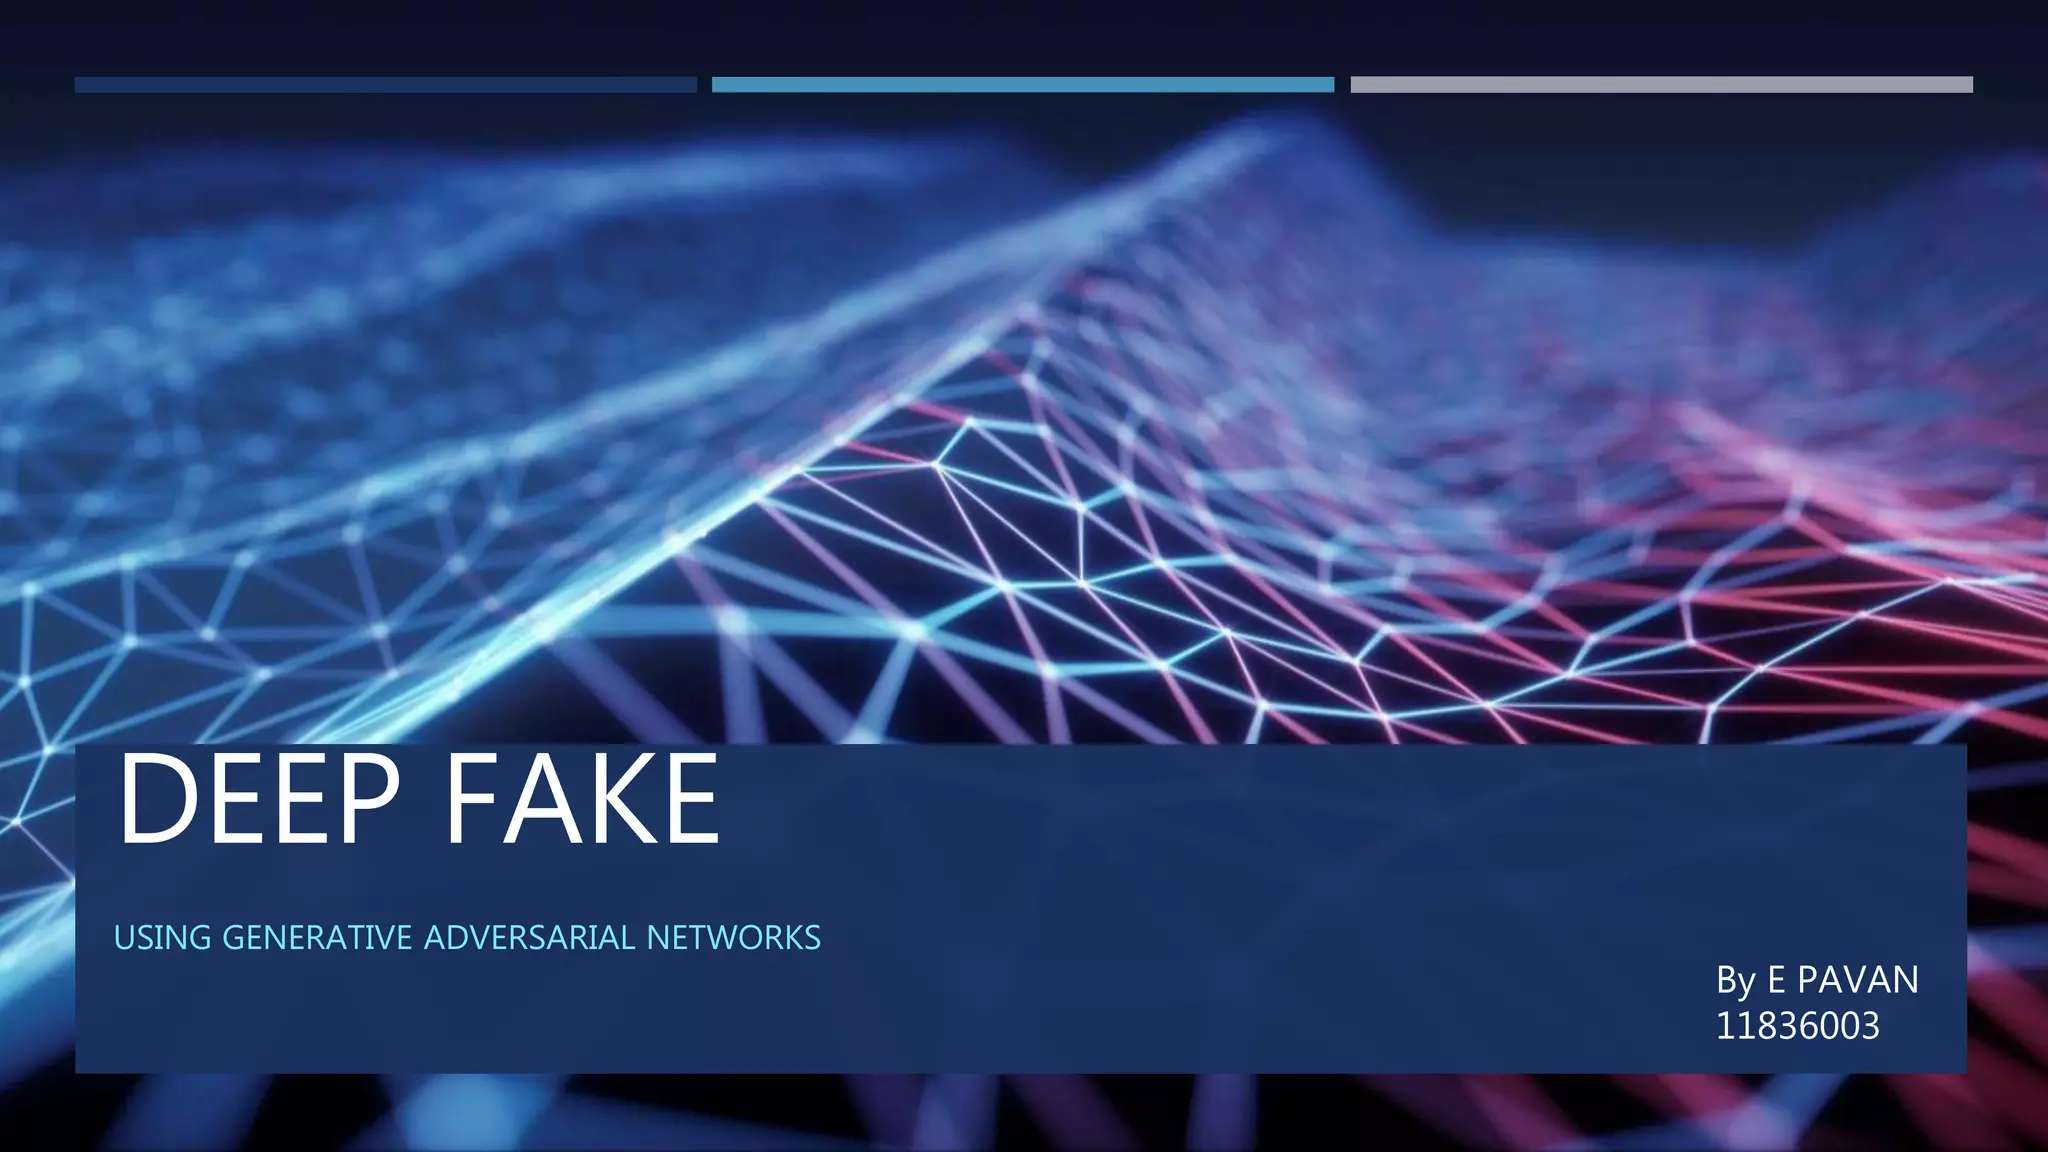 DEEP FAKE
USING GENERATIVE ADVERSARIAL NETWORKS
By E PAVAN
11836003